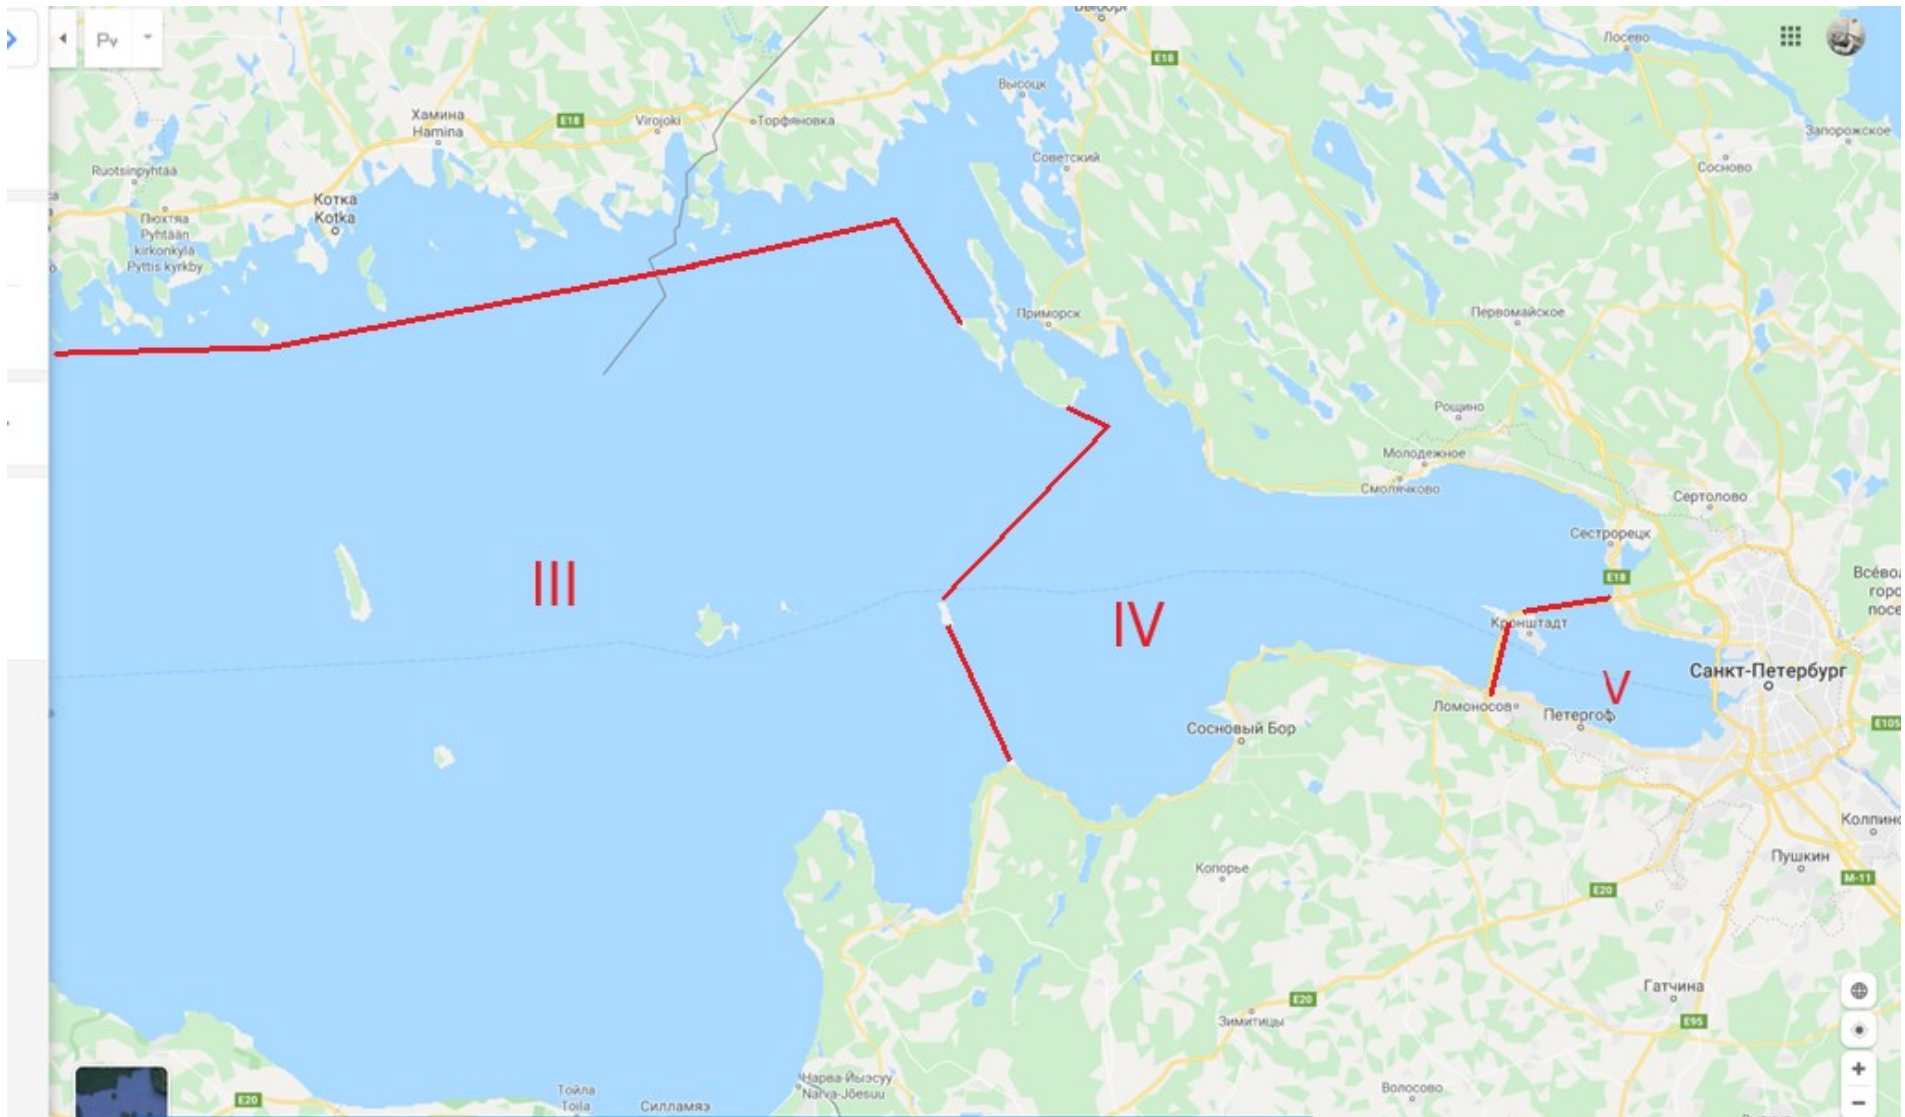 Ру
Выборг
Лосево
E18
Высоцк
Хамина
Hamina
E18
Virojoki
Торфяновка
Запорожское
Советский
Сосново
Ruotsinpyhtää
Котка
Kotka
Пюхтяа
Pyhtään
kirkonkylä
Pyttis kyrkby
Приморск
Первомайское
Рощино
Молодежное
Смолячково
Сертолово
Сестрорецк
III
E18
IV
Кронштадт
V
Санкт-Петербург
Ломоносов
Петергоф
E105
Сосновый Бор
Колпино
Пушкин
Копорье
M-11
E20
Гатчина
E20
Зимитицы
E95
Нарва-Йыэсуу
Narva-Jõesuu
Волосово
Тойла
Toila
E20
Силламяэ